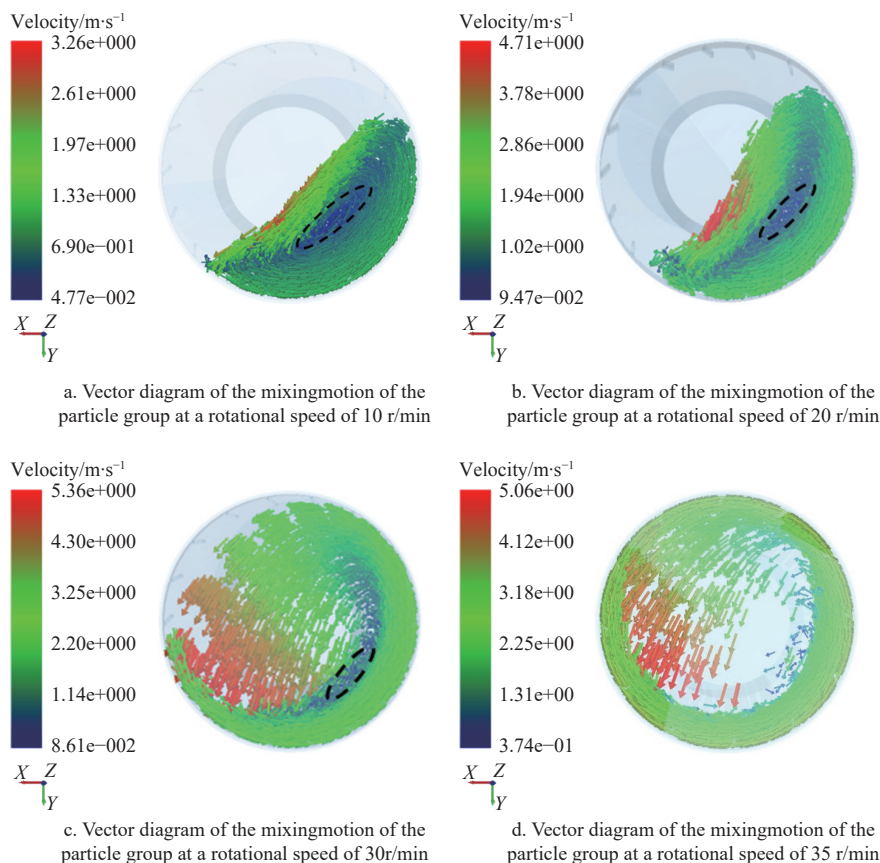 Velocity/m·s⁻¹
3.26e+000
2.61e+000
1.97e+000
1.33e+000
6.90e−001
4.77e−002
X Z
Y
a. Vector diagram of the mixingmotion of the
particle group at a rotational speed of 10 r/min
Velocity/m·s⁻¹
4.71e+000
3.78e+000
2.86e+000
1.94e+000
1.02e+000
9.47e−002
X Z
Y
b. Vector diagram of the mixingmotion of the
particle group at a rotational speed of 20 r/min
Velocity/m·s⁻¹
5.36e+000
4.30e+000
3.25e+000
2.20e+000
1.14e+000
8.61e−002
X Z
Y
c. Vector diagram of the mixingmotion of the
particle group at a rotational speed of 30r/min
Velocity/m·s⁻¹
5.06e+00
4.12e+00
3.18e+00
2.25e+00
1.31e+00
3.74e−01
X Z
Y
d. Vector diagram of the mixingmotion of the
particle group at a rotational speed of 35 r/min